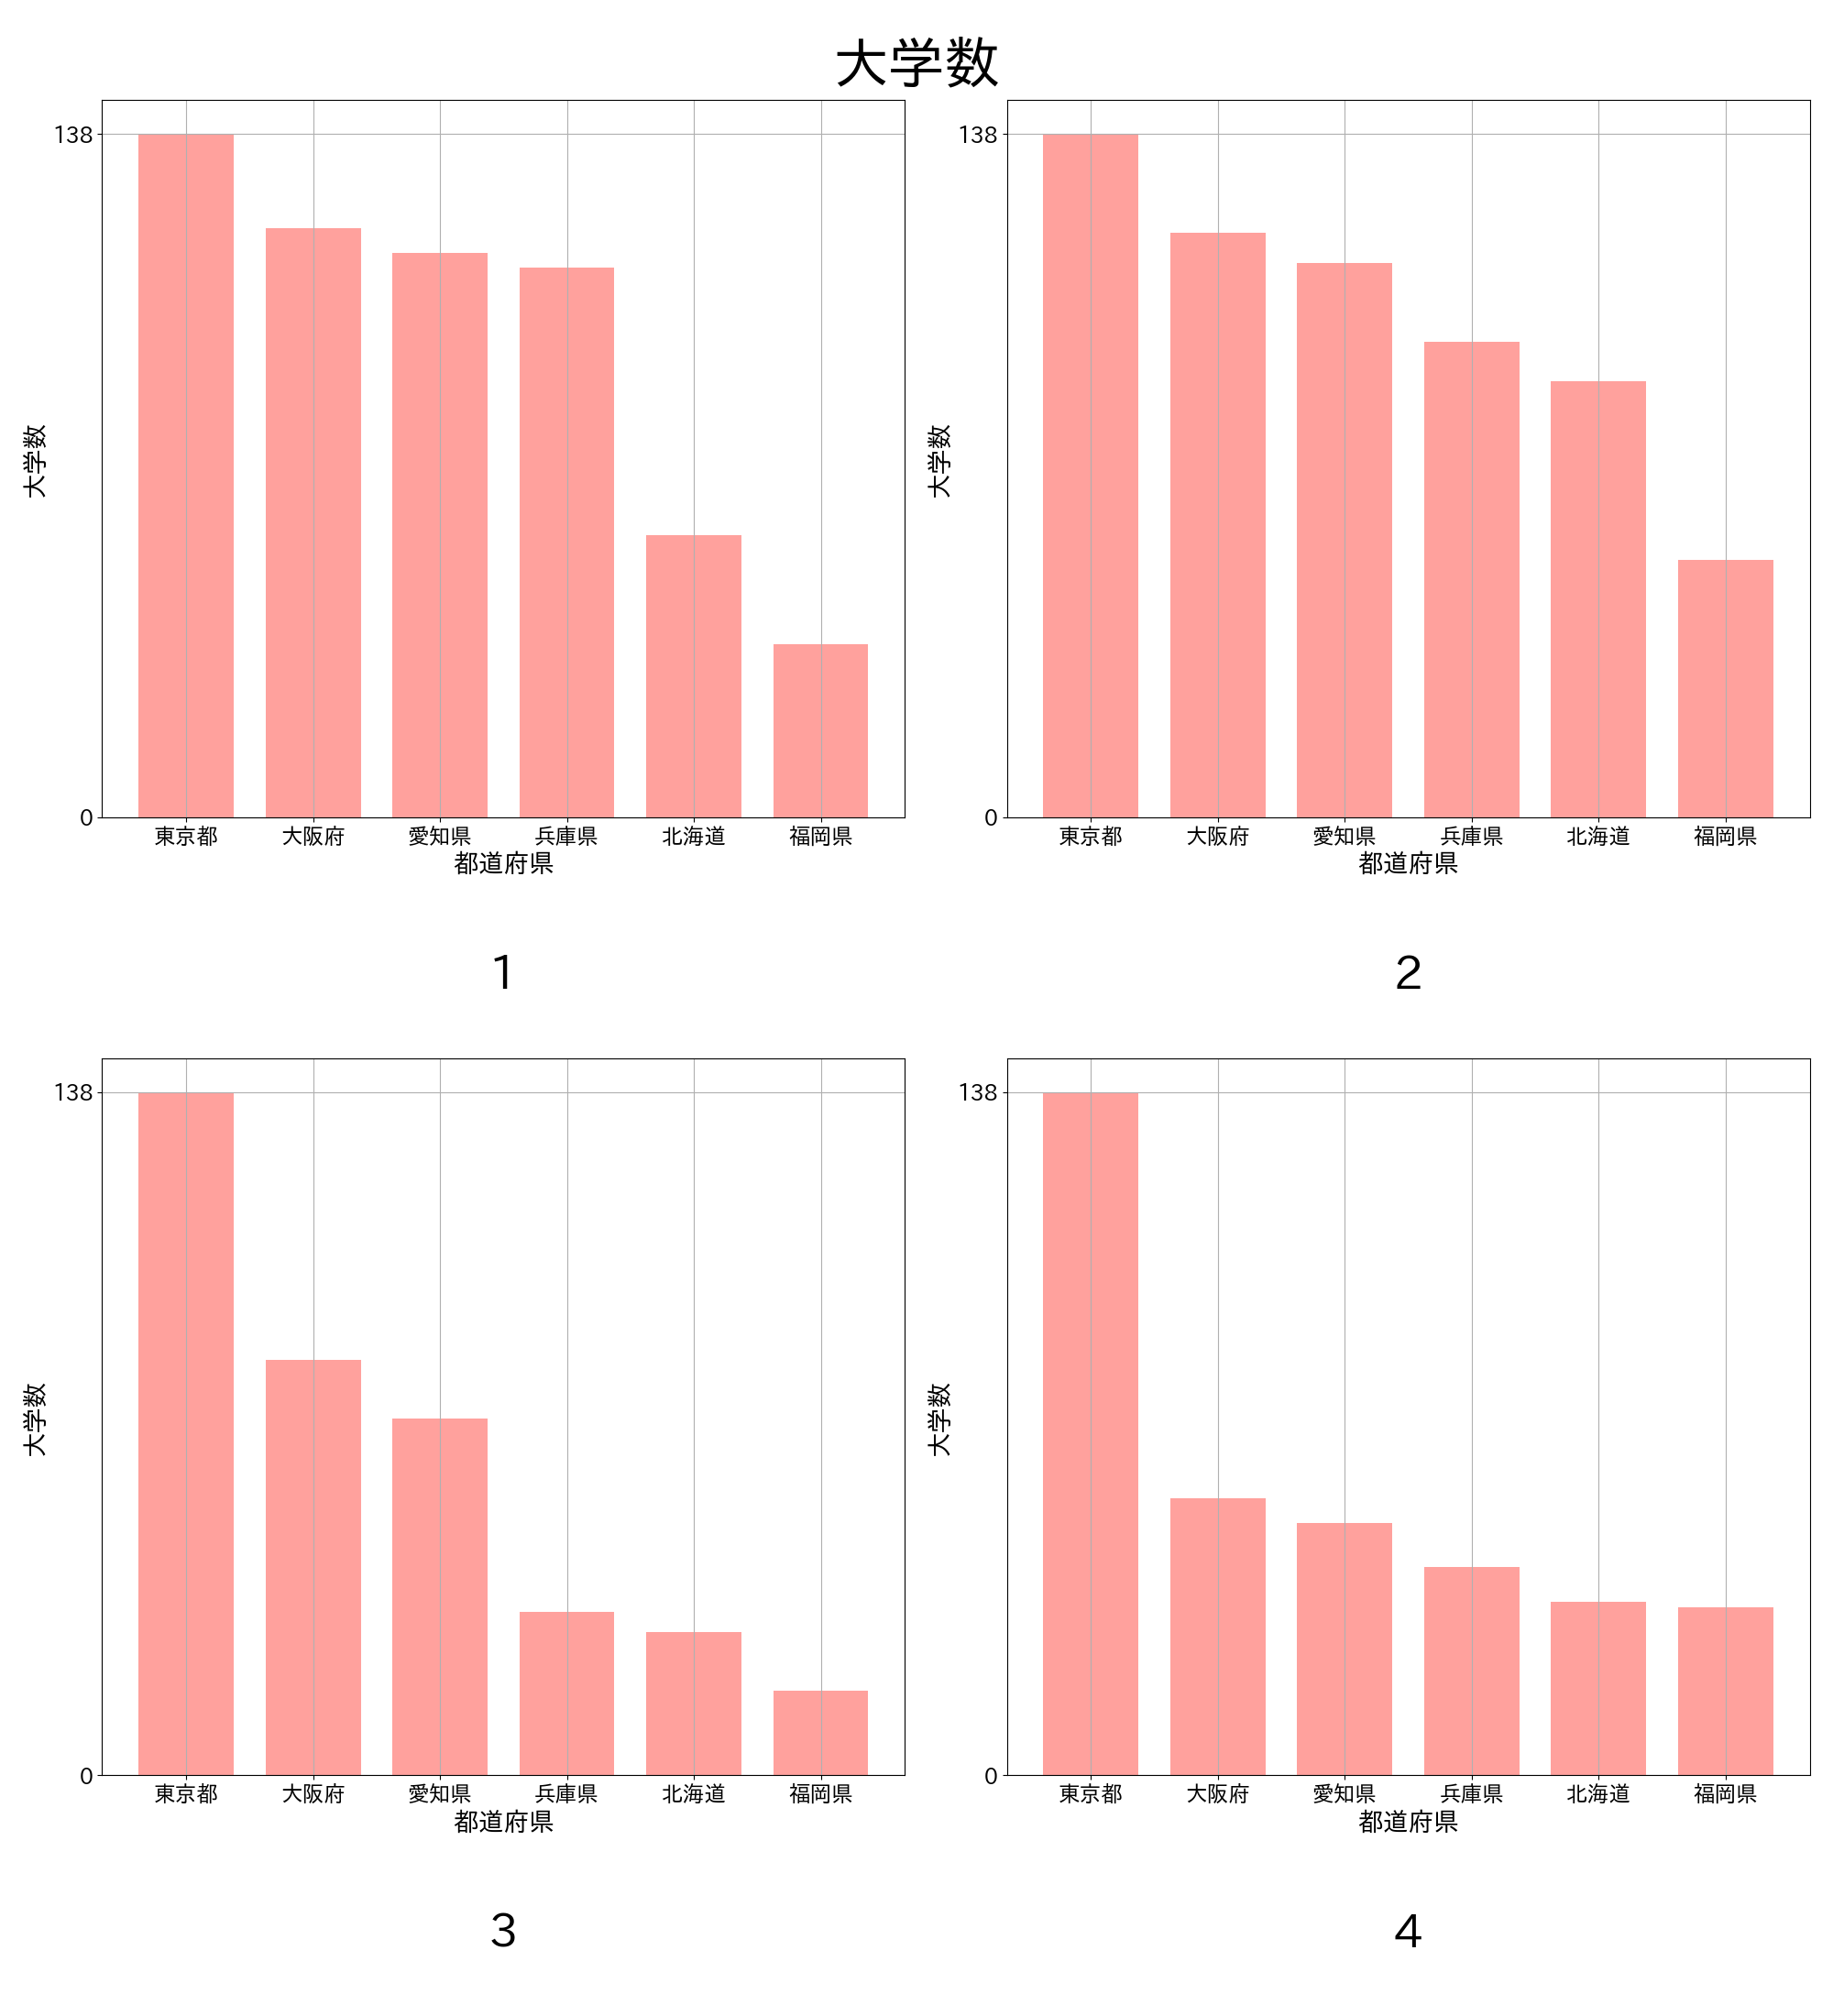 大学数
138
0
大学数
東京都 大阪府 愛知県 兵庫県 北海道 福岡県
都道府県
1
138
0
大学数
東京都 大阪府 愛知県 兵庫県 北海道 福岡県
都道府県
2
138
0
大学数
東京都 大阪府 愛知県 兵庫県 北海道 福岡県
都道府県
3
138
0
大学数
東京都 大阪府 愛知県 兵庫県 北海道 福岡県
都道府県
4